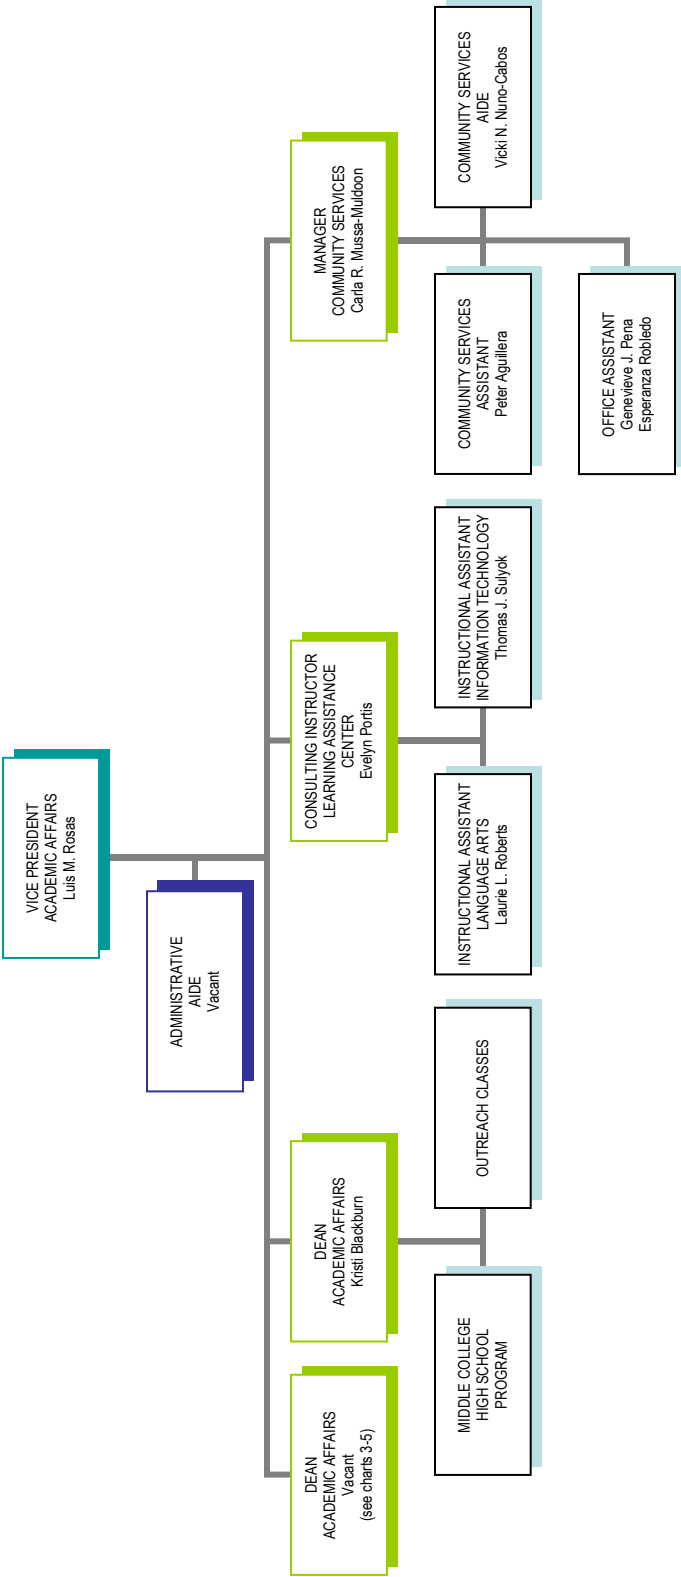 VICE PRESIDENT
ACADEMIC AFFAIRS
Luis M. Rosas
ADMINISTRATIVE
AIDE
Vacant
DEAN
ACADEMIC AFFAIRS
Vacant
(see charts 3-5)
DEAN
ACADEMIC AFFAIRS
Kristi Blackburn
CONSULTING INSTRUCTOR
LEARNING ASSISTANCE
CENTER
Evelyn Portis
MANAGER
COMMUNITY SERVICES
Carla R. Mussa-Muldoon
MIDDLE COLLEGE
HIGH SCHOOL
PROGRAM
OUTREACH CLASSES
INSTRUCTIONAL ASSISTANT
LANGUAGE ARTS
Laurie L. Roberts
INSTRUCTIONAL ASSISTANT
INFORMATION TECHNOLOGY
Thomas J. Sulyok
COMMUNITY SERVICES
ASSISTANT
Peter Aguillera
COMMUNITY SERVICES
AIDE
Vicki N. Nuno-Cabos
OFFICE ASSISTANT
Genevieve J. Pena
Esperanza Robledo